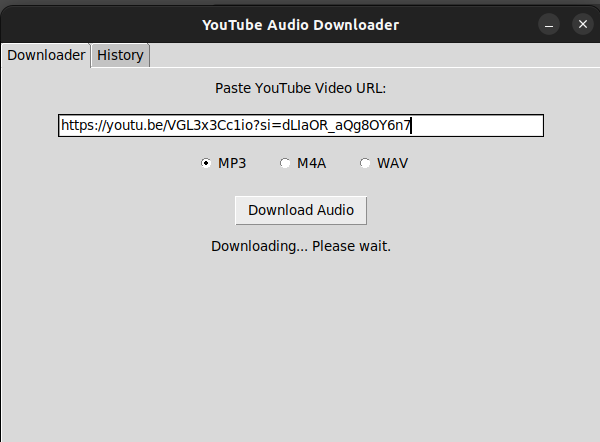 YouTube Audio Downloader
Downloader History
Paste YouTube Video URL:
https://youtu.be/VGL3x3Cc1io?si=dLIaOR_aQg8OY6n7
MP3 M4A WAV
Download Audio
Downloading... Please wait.